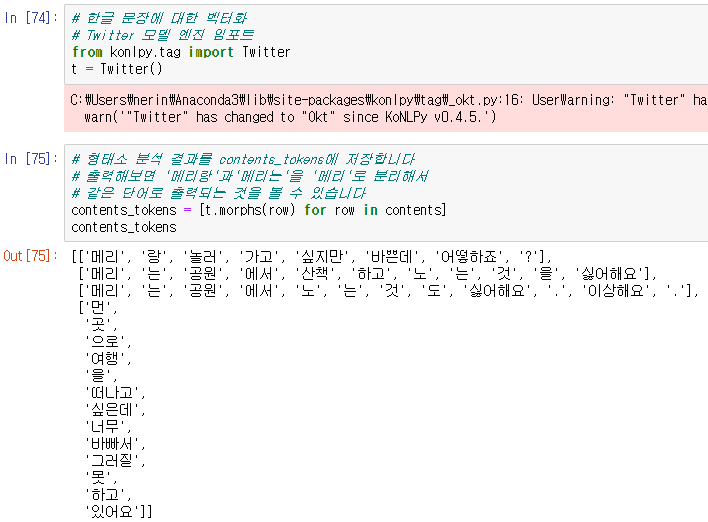 In [74]:
# 한글 문장에 대한 벡터화
# Twitter 모델 엔진 임포트
from konlpy.tag import Twitter
t = Twitter()
C:\Users\nerin\Anaconda3\lib\site-packages\konlpy\tag\_okt.py:16: UserWarning: "Twitter" ha
warn('"Twitter" has changed to "Okt" since KoNLPy v0.4.5.')
In [75]:
# 형태소 분석 결과를 contents_tokens에 저장합니다
# 출력해보면 '메리랑'과'메리는'을 '메리'로 분리해서
# 같은 단어로 출력되는 것을 볼 수 있습니다
contents_tokens = [t.morphs(row) for row in contents]
contents_tokens
Out[75]:
[['메리', '랑', '놀러', '가고', '싶지만', '바쁜데', '어떻하죠', '?'],
['메리', '는', '공원', '에서', '산책', '하고', '노', '는', '것', '을', '싫어해요'],
['메리', '는', '공원', '에서', '노', '는', '것', '도', '싫어해요', '.', '이상해요', '.'],
['먼',
'곳',
'으로',
'여행',
'을',
'떠나고',
'싶은데',
'너무',
'바빠서',
'그러질',
'못',
'하고',
'있어요']]